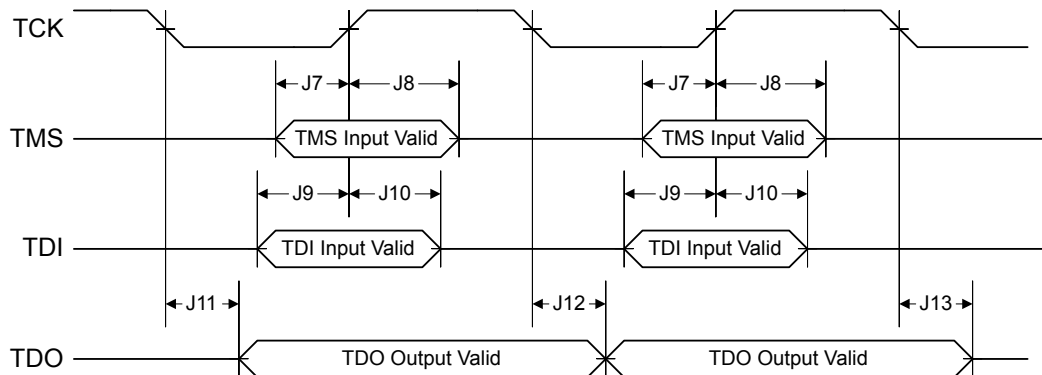 TCK
J7 J8 J7 J8
TMS TMS Input Valid TMS Input Valid
J9 J10 J9 J10
TDI TDI Input Valid TDI Input Valid
J11 J12 J13
TDO TDO Output Valid TDO Output Valid